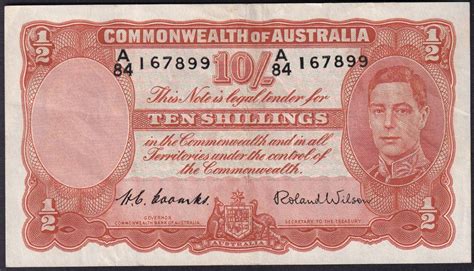 ½ COMMONWEALTH OF AUSTRALIA ½
A/84 167899 10/- A/84 167899
This Note is legal tender for
TEN SHILLINGS
in the Commonwealth and in all
Territories under the control of
the Commonwealth.
H.C. Coombs. Roland Wilson
GOVERNOR SECRETARY TO THE TREASURY
COMMONWEALTH BANK OF AUSTRALIA
½ AUSTRALIA ½